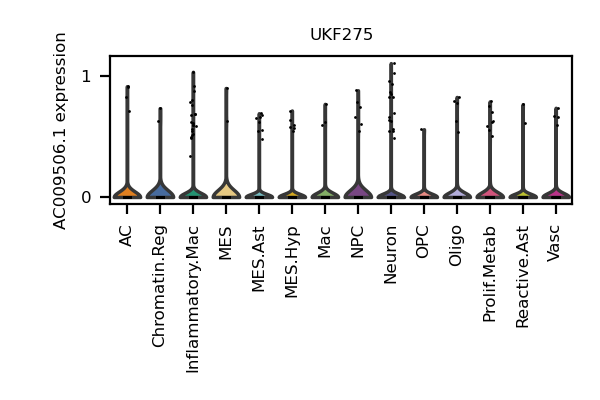 UKF275
AC009506.1 expression
1
0
AC
Chromatin.Reg
Inflammatory.Mac
MES
MES.Ast
MES.Hyp
Mac
NPC
Neuron
OPC
Oligo
Prolif.Metab
Reactive.Ast
Vasc